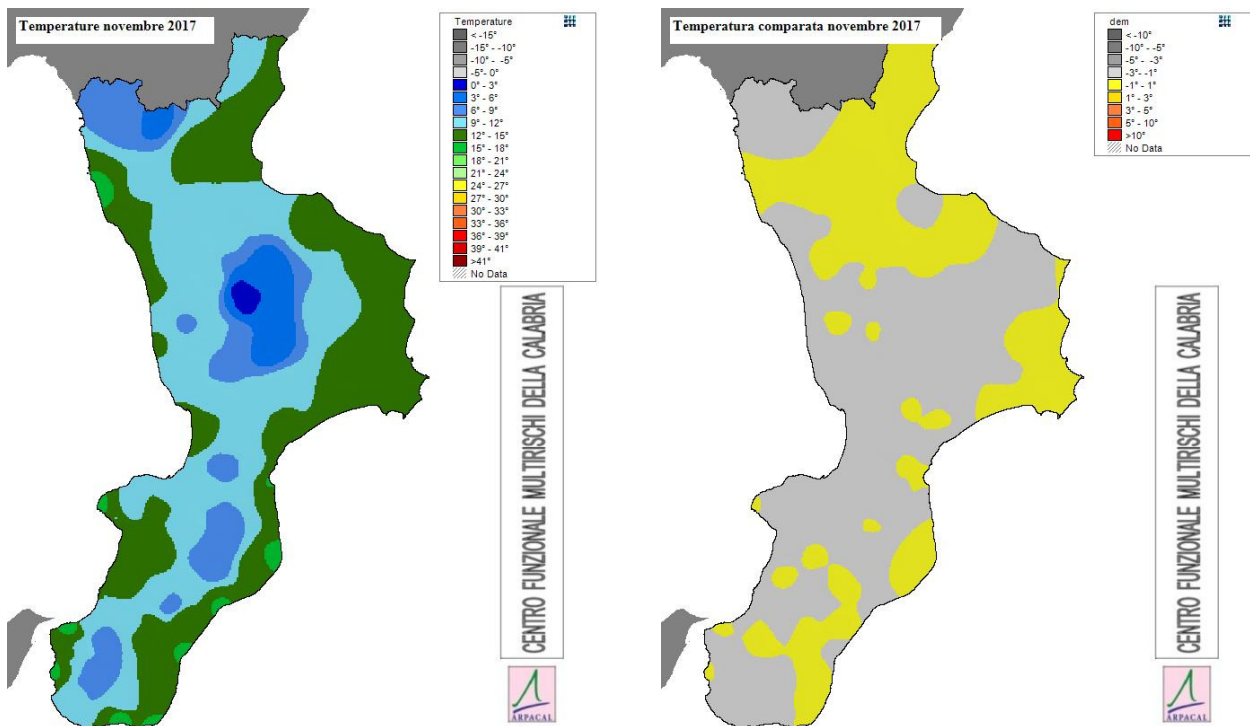 Temperature novembre 2017
Temperature
< -15°
-15° - -10°
-10° - -5°
-5° - 0°
0° - 3°
3° - 6°
6° - 9°
9° - 12°
12° - 15°
15° - 18°
18° - 21°
21° - 24°
24° - 27°
27° - 30°
30° - 33°
33° - 36°
36° - 39°
39° - 41°
>41°
No Data
CENTRO FUNZIONALE MULTIRISCHI DELLA CALABRIA
ARPACAL
Temperatura comparata novembre 2017
dem
< -10°
-10° - -5°
-5° - -3°
-3° - -1°
-1° - 1°
1° - 3°
3° - 5°
5° - 10°
>10°
No Data
CENTRO FUNZIONALE MULTIRISCHI DELLA CALABRIA
ARPACAL